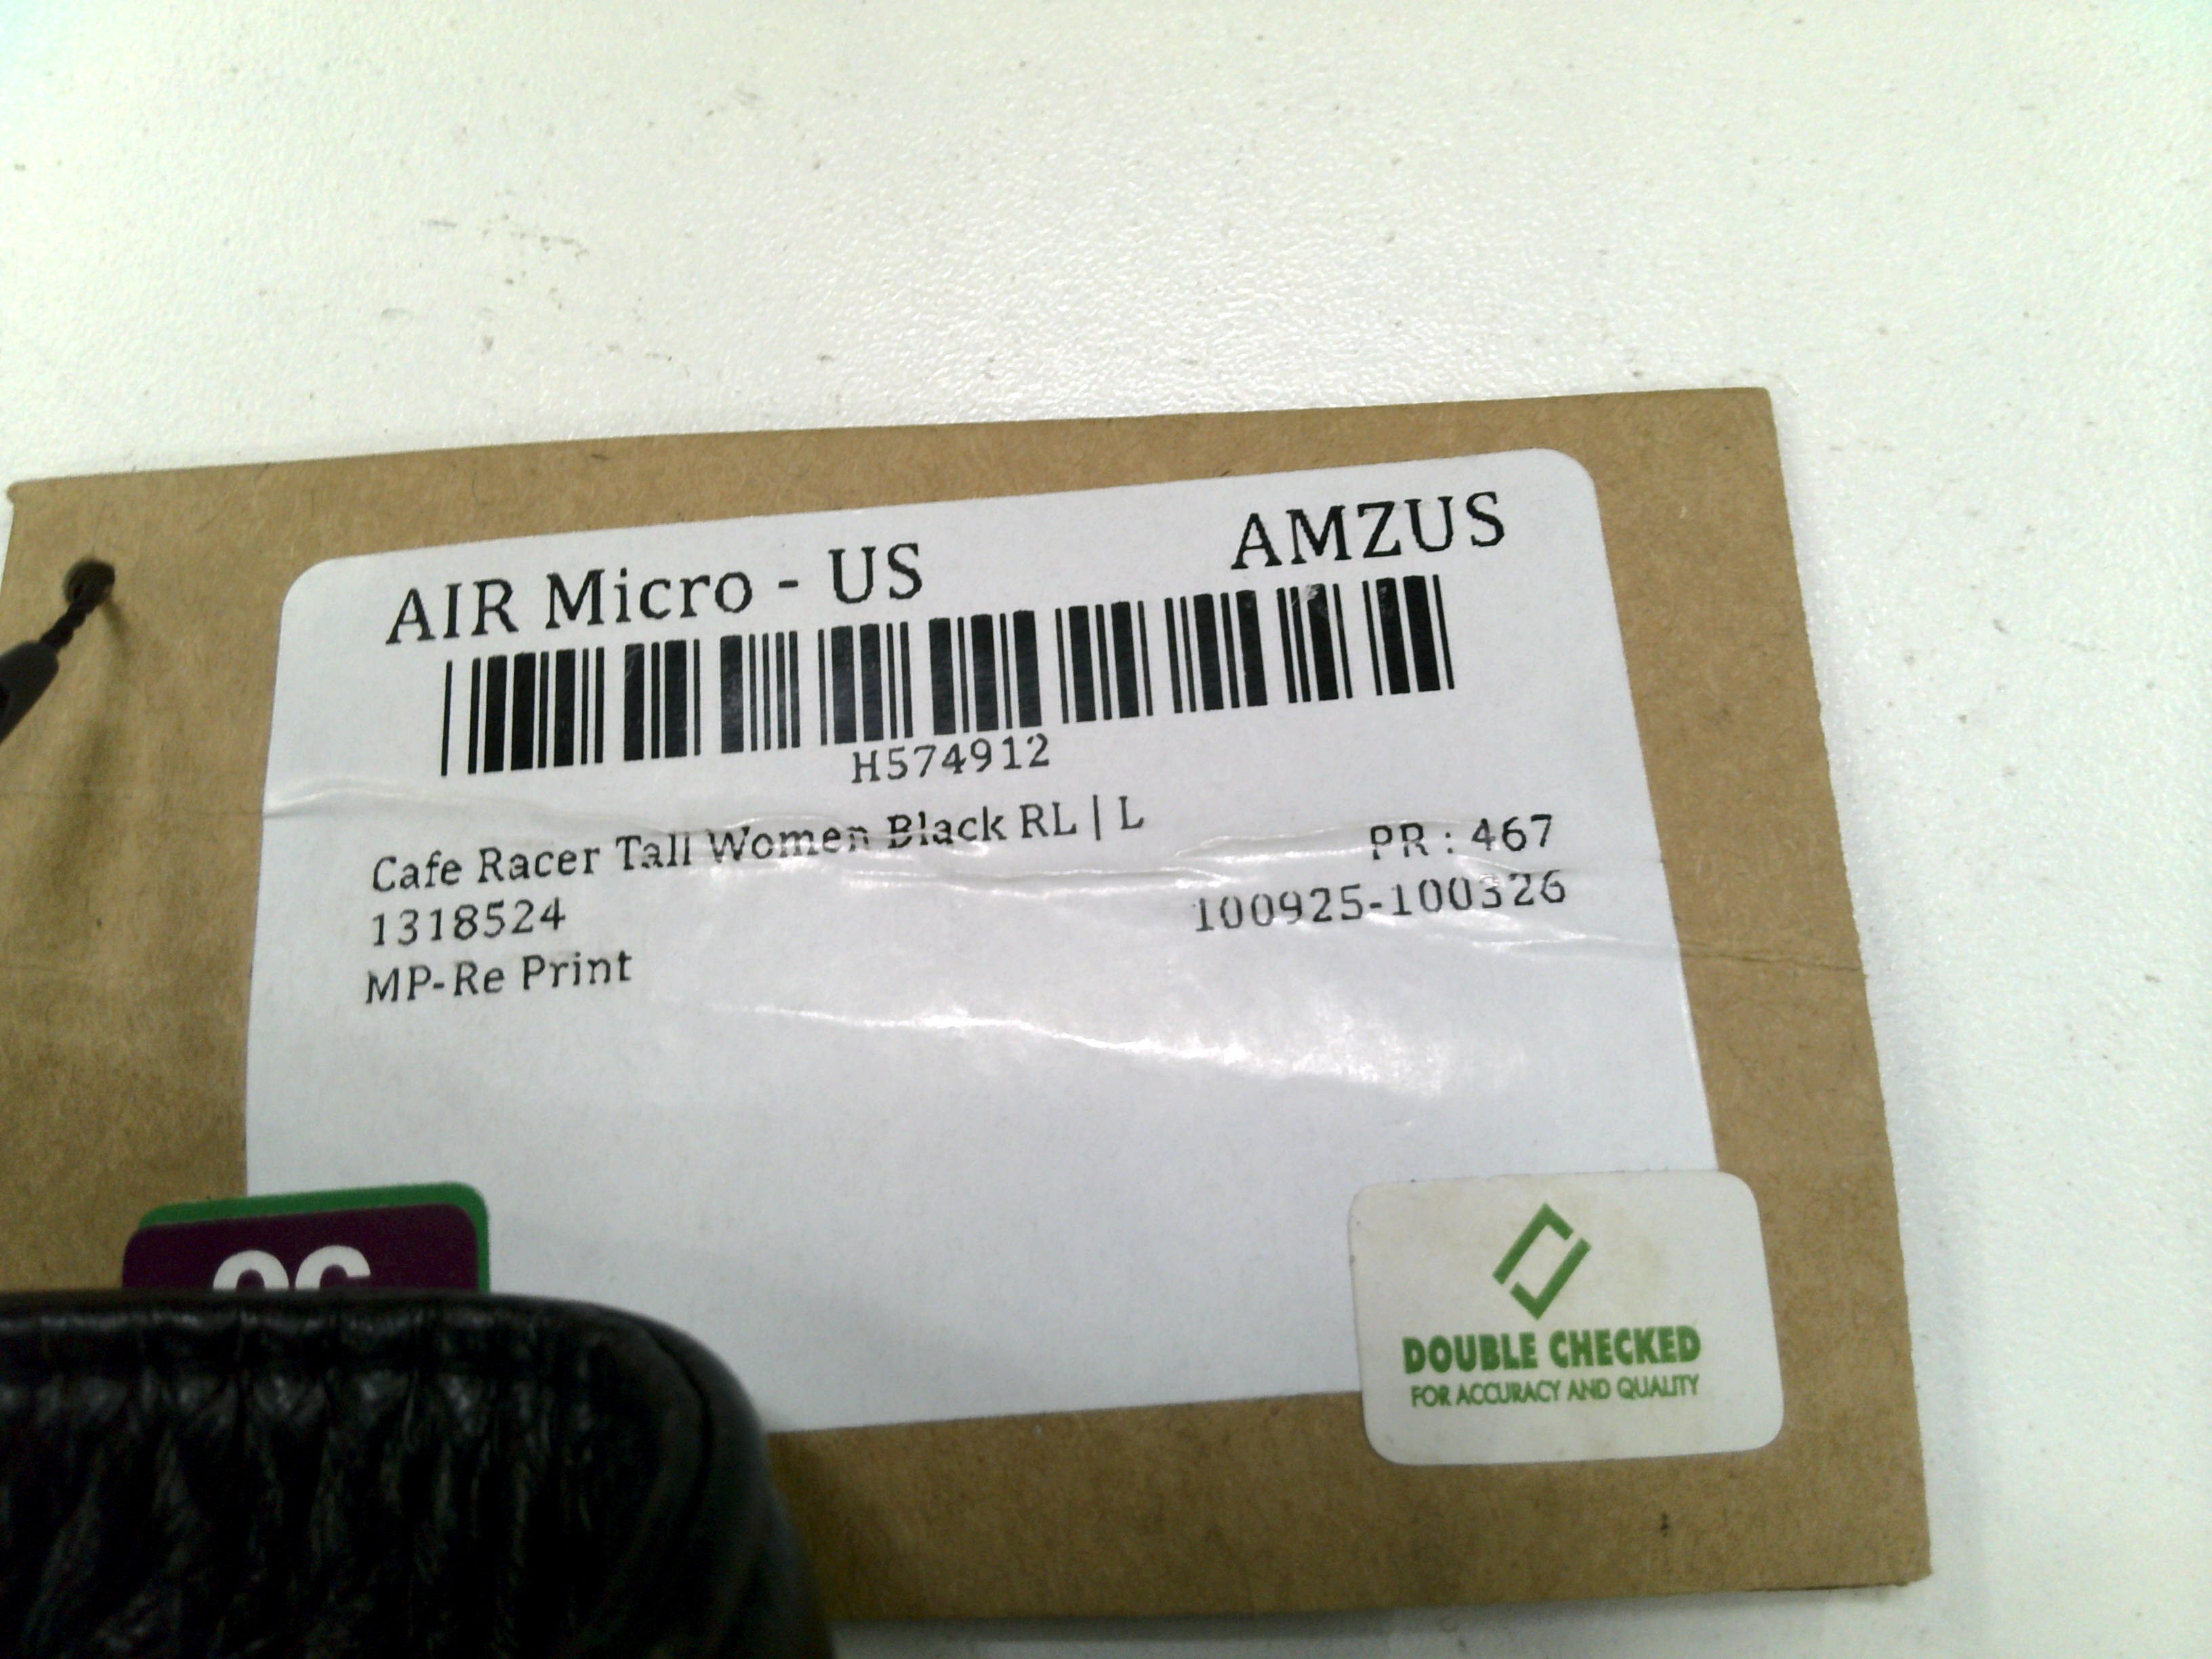 AIR Micro - US AMZUS
H574912
Cafe Racer Tall Women Black RL | L
PR : 467
1318524
100925-100326
MP-Re Print
DOUBLE CHECKED
FOR ACCURACY AND QUALITY